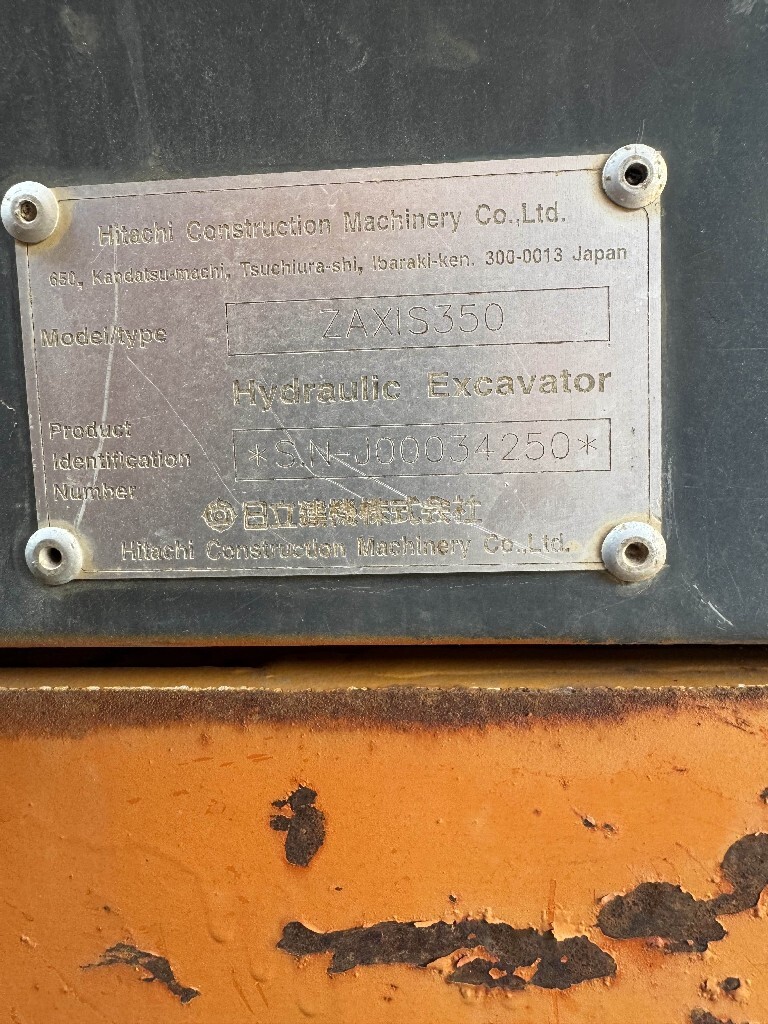 Hitachi Construction Machinery Co.,Ltd.
650, Kandatsu-machi, Tsuchiura-shi, Ibaraki-ken. 300-0013 Japan
Model/type ZAXIS350
Hydraulic Excavator
Product
Identification
Number
*S.N-J00034250*
日立建機株式会社
Hitachi Construction Machinery Co.,Ltd.